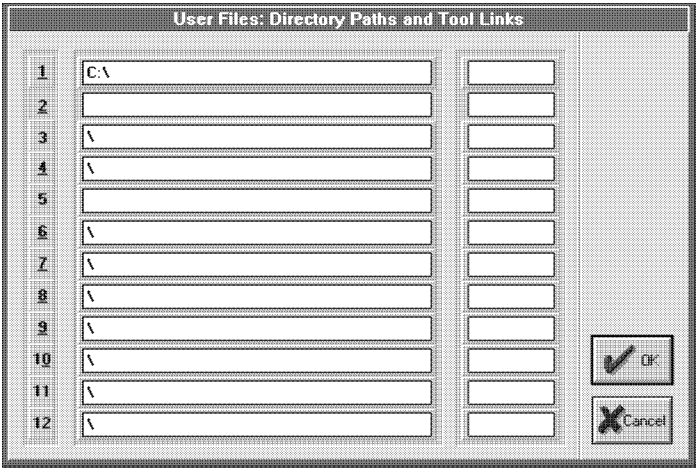 User Files: Directory Paths and Tool Links
1 C:\
2
3 \
4 \
5
6 \
7 \
8 \
9 \
10 \
11 \
12 \
OK
Cancel